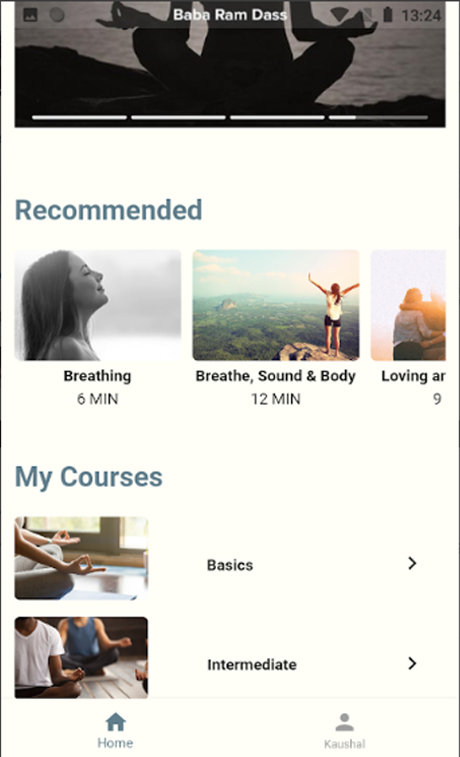 Baba Ram Dass
13:24
Recommended
Breathing
6 MIN
Breathe, Sound & Body
12 MIN
Loving ar
9
My Courses
Basics
Intermediate
Home
Kaushal